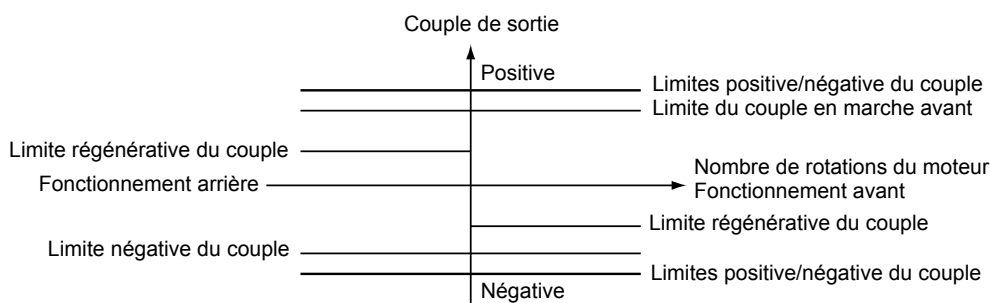 Couple de sortie
Positive
Limites positive/négative du couple
Limite du couple en marche avant
Limite régénérative du couple
Nombre de rotations du moteur
Fonctionnement arrière
Fonctionnement avant
Limite régénérative du couple
Limite négative du couple
Limites positive/négative du couple
Négative